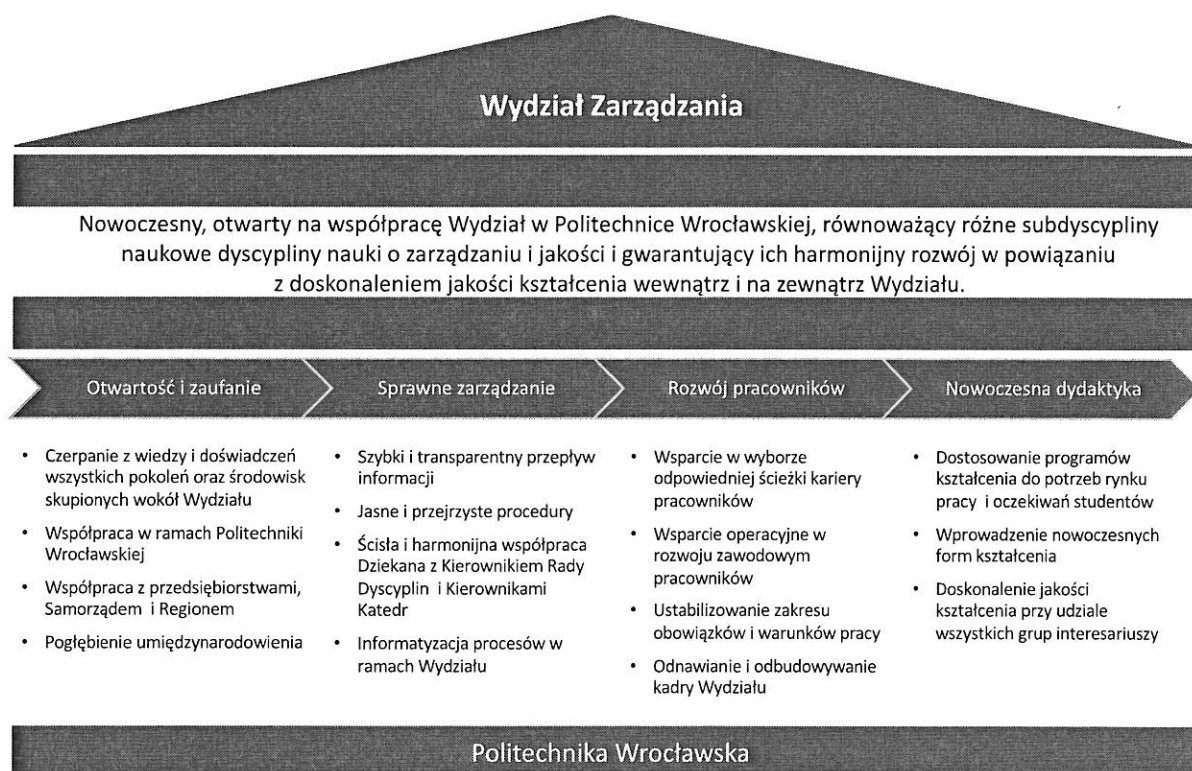 Wydział Zarządzania
Nowoczesny, otwarty na współpracę Wydział w Politechnice Wrocławskiej, równoważący różne subdyscypliny
naukowe dyscypliny nauki o zarządzaniu i jakości i gwarantujący ich harmonijny rozwój w powiązaniu
z doskonaleniem jakości kształcenia wewnątrz i na zewnątrz Wydziału.
Otwartość i zaufanie
Sprawne zarządzanie
Rozwój pracowników
Nowoczesna dydaktyka
• Czerpanie z wiedzy i doświadczeń
wszystkich pokoleń oraz środowisk
skupionych wokół Wydziału
• Współpraca w ramach Politechniki
Wrocławskiej
• Współpraca z przedsiębiorstwami,
Samorządem i Regionem
• Pogłębienie umiędzynarodowienia
• Szybki i transparentny przepływ
informacji
• Jasne i przejrzyste procedury
• Ścisła i harmonijna współpraca
Dziekana z Kierownikiem Rady
Dyscyplin i Kierownikami
Katedr
• Informatyzacja procesów w
ramach Wydziału
• Wsparcie w wyborze
odpowiedniej ścieżki kariery
pracowników
• Wsparcie operacyjne w
rozwoju zawodowym
pracowników
• Ustabilizowanie zakresu
obowiązków i warunków pracy
• Odnawianie i odbudowywanie
kadry Wydziału
• Dostosowanie programów
kształcenia do potrzeb rynku
pracy i oczekiwań studentów
• Wprowadzenie nowoczesnych
form kształcenia
• Doskonalenie jakości
kształcenia przy udziale
wszystkich grup interesariuszy
Politechnika Wrocławska